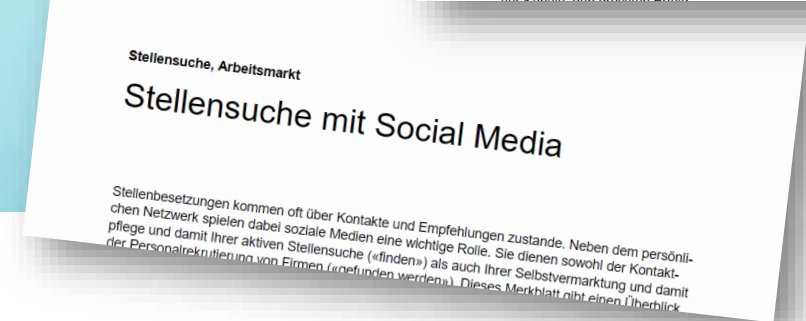 Stellensuche, Arbeitsmarkt
Stellensuche mit Social Media
Stellenbesetzungen kommen oft über Kontakte und Empfehlungen zustande. Neben dem persönli-
chen Netzwerk spielen dabei soziale Medien eine wichtige Rolle. Sie dienen sowohl der Kontakt-
pflege und damit Ihrer aktiven Stellensuche («finden») als auch Ihrer Selbstvermarktung und damit
der Personalrekrutierung von Firmen («gefunden werden»). Dieses Merkblatt gibt einen Überblick